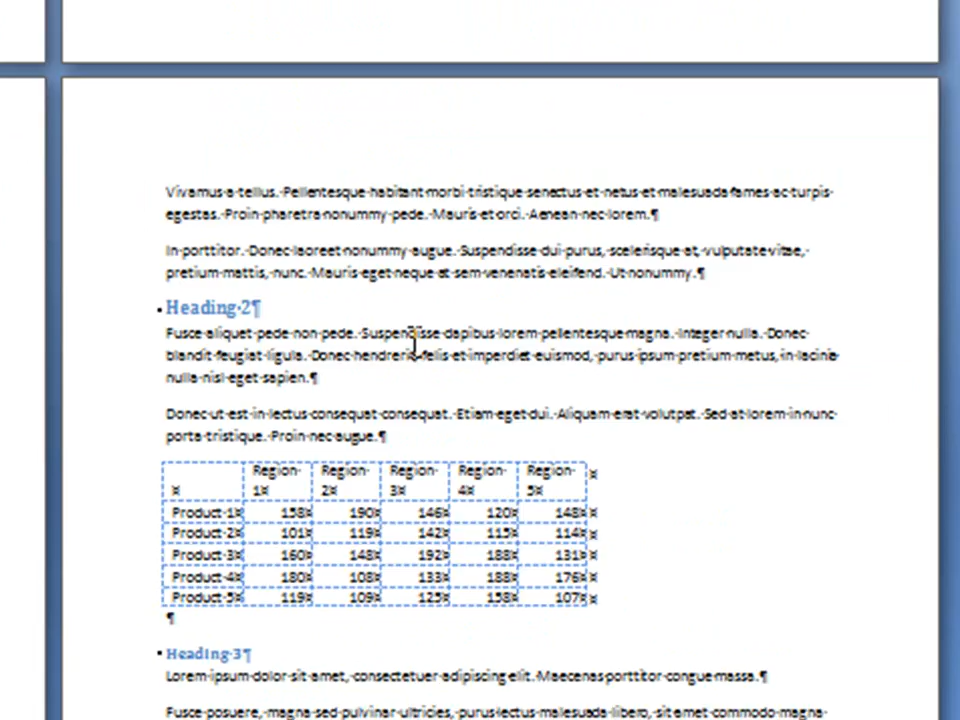 Vivamus a tellus. Pellentesque habitant morbi tristique senectus et netus et malesuada fames ac turpis
egestas. Proin pharetra nonummy pede. Mauris et orci. Aenean nec lorem.¶
In porttitor. Donec laoreet nonummy augue. Suspendisse dui purus, scelerisque at, vulputate vitae,
pretium mattis, nunc. Mauris eget neque at sem venenatis eleifend. Ut nonummy.¶
Heading 2¶
Fusce aliquet pede non pede. Suspendisse dapibus lorem pellentesque magna. Integer nulla. Donec
blandit feugiat ligula. Donec hendrerit felis et imperdiet euismod, purus ipsum pretium metus, in lacinia
nulla nisl eget sapien.¶
Donec ut est in lectus consequat consequat. Etiam eget dui. Aliquam erat volutpat. Sed at lorem in nunc
porta tristique. Proin nec augue.¶
Region 1 Region 2 Region 3 Region 4 Region 5
Product 1 158 190 146 120 148
Product 2 101 119 142 115 114
Product 3 160 148 192 188 131
Product 4 180 108 133 188 176
Product 5 119 109 125 158 107
¶
Heading 3¶
Lorem ipsum dolor sit amet, consectetuer adipiscing elit. Maecenas porttitor congue massa.¶
Fusce posuere, magna sed pulvinar ultricies, purus lectus malesuada libero, sit amet commodo magna